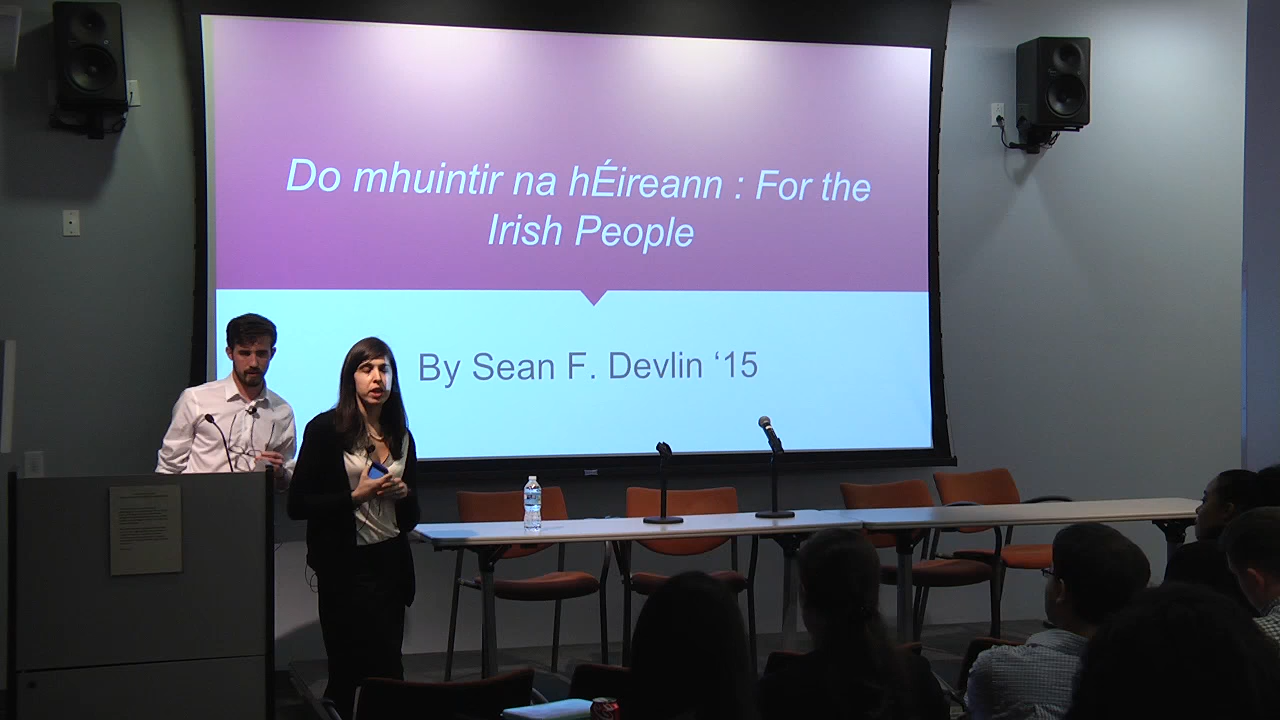 Do mhuintir na hÉireann : For the
Irish People
By Sean F. Devlin ‘15